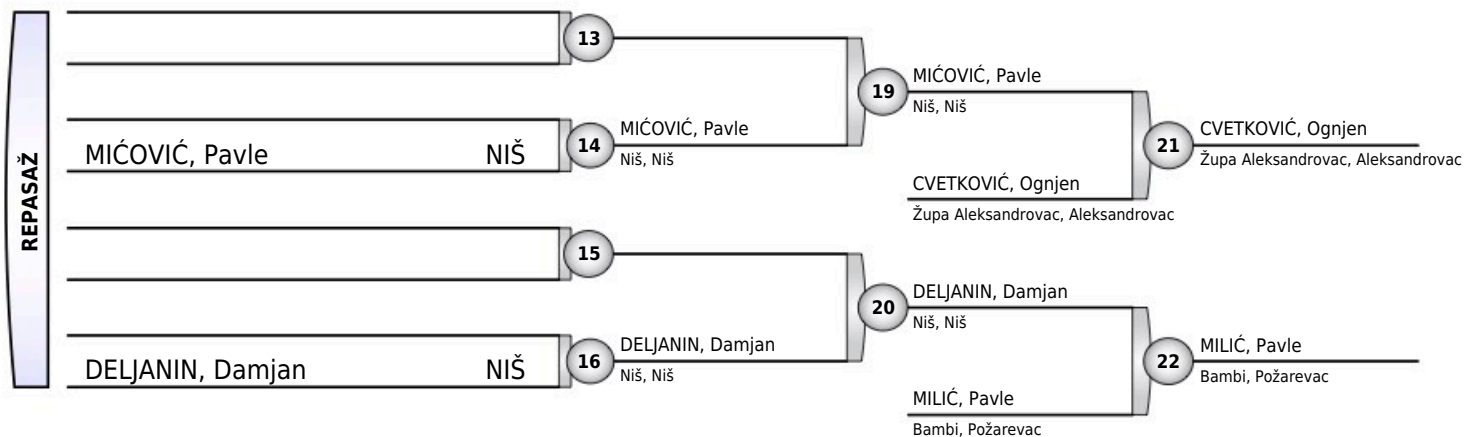 REPASAŽ
13
14
MIĆOVIĆ, Pavle NIŠ
MIĆOVIĆ, Pavle
Niš, Niš
19
MIĆOVIĆ, Pavle
Niš, Niš
CVETKOVIĆ, Ognjen
Župa Aleksandrovac, Aleksandrovac
21
CVETKOVIĆ, Ognjen
Župa Aleksandrovac, Aleksandrovac
15
16
DELJANIN, Damjan NIŠ
DELJANIN, Damjan
Niš, Niš
20
DELJANIN, Damjan
Niš, Niš
MILIĆ, Pavle
Bambi, Požarevac
22
MILIĆ, Pavle
Bambi, Požarevac